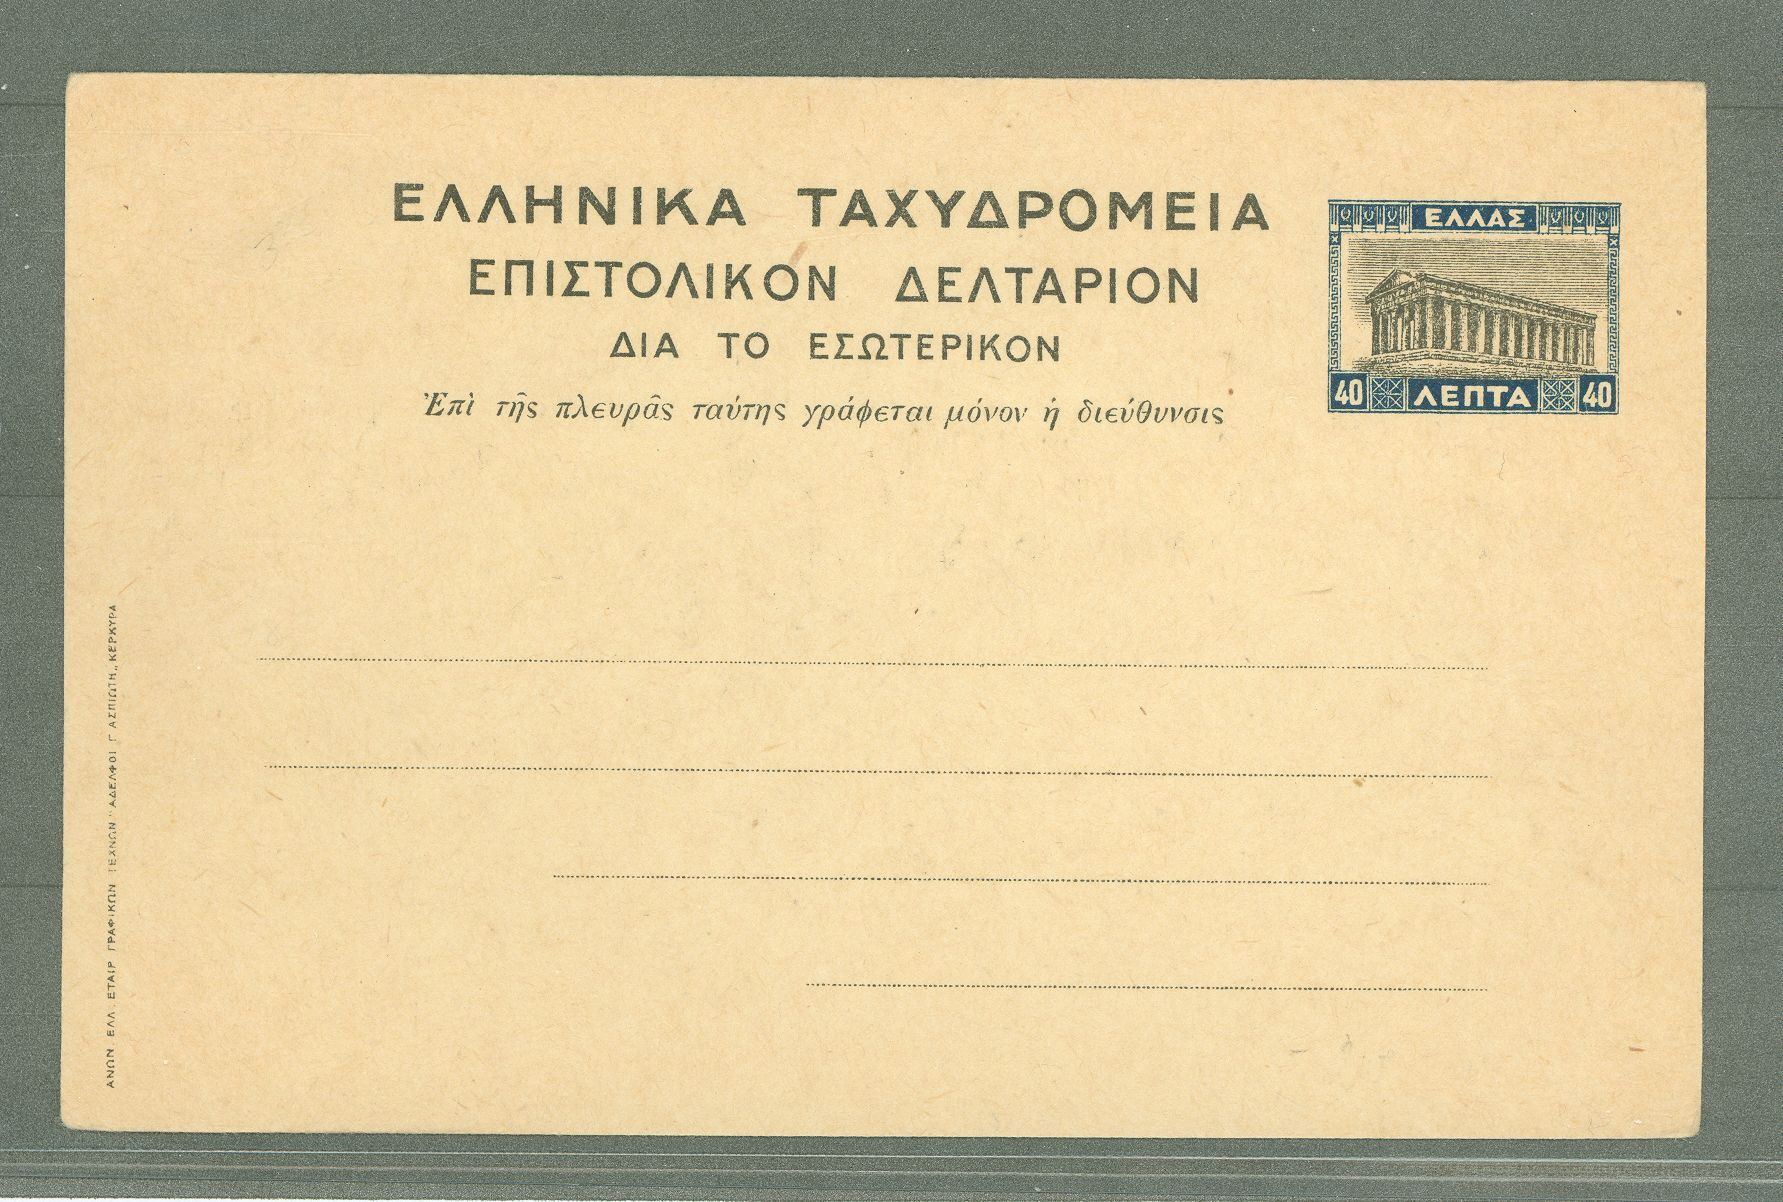 ΕΛΛΗΝΙΚΑ ΤΑΧΥΔΡΟΜΕΙΑ
ΕΠΙΣΤΟΛΙΚΟΝ ΔΕΛΤΑΡΙΟΝ
ΔΙΑ ΤΟ ΕΣΩΤΕΡΙΚΟΝ
Ἐπὶ τῆς πλευρᾶς ταύτης γράφεται μόνον ἡ διεύθυνσις
ΕΛΛΑΣ
40 ΛΕΠΤΑ 40
ΑΝΩΝ. ΕΛΛ. ΕΤΑΙΡ. ΓΡΑΦΙΚΩΝ ΤΕΧΝΩΝ „ΑΔΕΛΦΟΙ Γ. ΑΣΠΙΩΤΗ„ ΚΕΡΚΥΡΑ